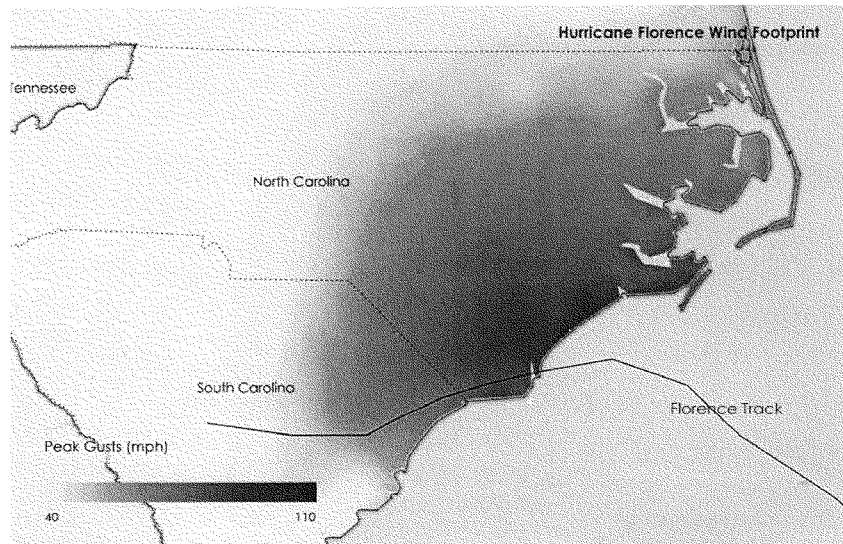 Hurricane Florence Wind Footprint
Tennessee
North Carolina
South Carolina
Florence Track
Peak Gusts (mph)
40 110